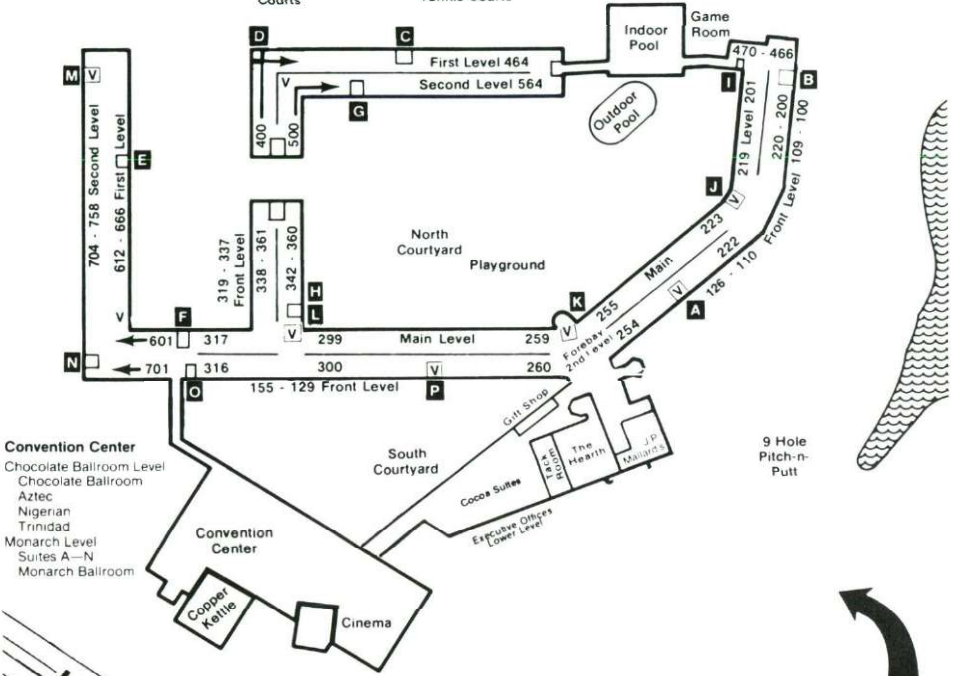 Courts
D
C
First Level 464
V
Second Level 564
G
400
500
Indoor
Pool
Game
Room
Outdoor
Pool
470 - 466
I
B
219 Level 201
220 - 200
Front Level 109 - 100
J
V
223
222
Main
126 - 110
V
A
K
V
255
254
Forebay
2nd Level
M
V
704 - 758 Second Level
612 - 666 First Level
E
V
North
Courtyard
Playground
319 - 337
Front Level
338 - 361
342 - 360
H
L
V
F
601
317
299
Main Level
259
N
701
316
300
V
260
O
155 - 129 Front Level
P
Gift Shop
Tack
Room
The
Hearth
J.P.
Mallards
Cocoa Suites
Executive Offices
Lower Level
South
Courtyard
9 Hole
Pitch-n-
Putt
Convention Center
Chocolate Ballroom Level
Chocolate Ballroom
Aztec
Nigerian
Trinidad
Monarch Level
Suites A—N
Monarch Ballroom
Convention
Center
Copper
Kettle
Cinema